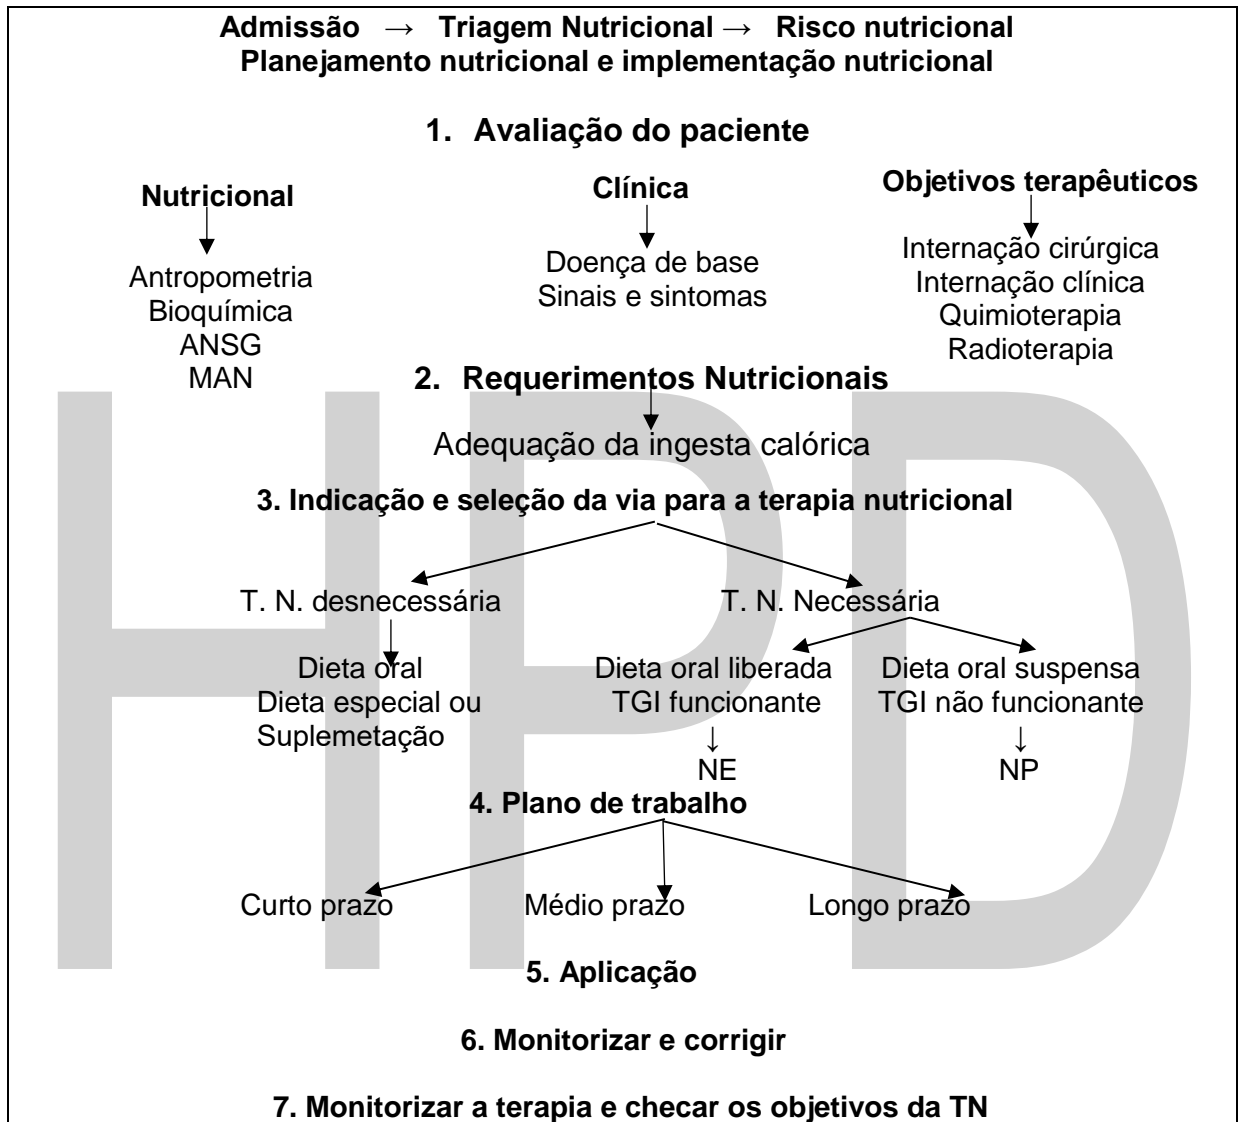 Admissão → Triagem Nutricional → Risco nutricional
Planejamento nutricional e implementação nutricional
1. Avaliação do paciente
Nutricional
Antropometria
Bioquímica
ANSG
MAN
Clínica
Doença de base
Sinais e sintomas
Objetivos terapêuticos
Internação cirúrgica
Internação clínica
Quimioterapia
Radioterapia
2. Requerimentos Nutricionais
Adequação da ingesta calórica
3. Indicação e seleção da via para a terapia nutricional
T. N. desnecessária
Dieta oral
Dieta especial ou
Suplemetação
T. N. Necessária
Dieta oral liberada
TGI funcionante
↓
NE
Dieta oral suspensa
TGI não funcionante
↓
NP
4. Plano de trabalho
Curto prazo
Médio prazo
Longo prazo
5. Aplicação
6. Monitorizar e corrigir
7. Monitorizar a terapia e checar os objetivos da TN
HPD